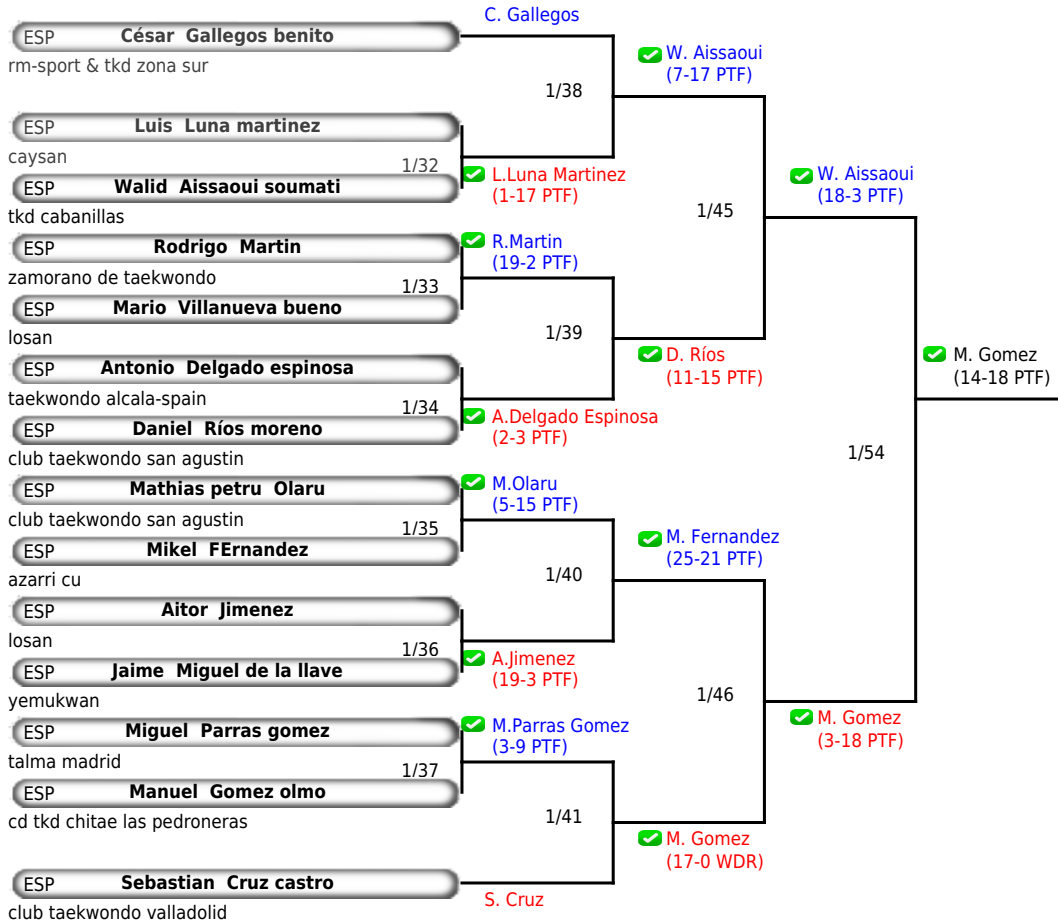 C. Gallegos
ESP César Gallegos benito
rm-sport & tkd zona sur
W. Aissaoui
(7-17 PTF)
1/38
ESP Luis Luna martinez
caysan
1/32
L.Luna Martinez
(1-17 PTF)
ESP Walid Aissaoui soumati
tkd cabanillas
W. Aissaoui
(18-3 PTF)
1/45
ESP Rodrigo Martin
zamorano de taekwondo
R.Martin
(19-2 PTF)
1/33
ESP Mario Villanueva bueno
losan
1/39
D. Ríos
(11-15 PTF)
ESP Antonio Delgado espinosa
taekwondo alcala-spain
1/34
A.Delgado Espinosa
(2-3 PTF)
ESP Daniel Ríos moreno
club taekwondo san agustin
M. Gomez
(14-18 PTF)
1/54
ESP Mathias petru Olaru
club taekwondo san agustin
M.Olaru
(5-15 PTF)
1/35
ESP Mikel FErnandez
azarri cu
M. Fernandez
(25-21 PTF)
1/40
ESP Aitor Jimenez
losan
1/36
A.Jimenez
(19-3 PTF)
ESP Jaime Miguel de la llave
yemukwan
1/46
M. Gomez
(3-18 PTF)
ESP Miguel Parras gomez
talma madrid
M.Parras Gomez
(3-9 PTF)
1/37
ESP Manuel Gomez olmo
cd tkd chitae las pedroneras
1/41
M. Gomez
(17-0 WDR)
ESP Sebastian Cruz castro
club taekwondo valladolid
S. Cruz